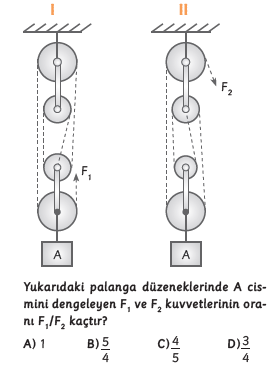 I II
F₂
F₁
A A
Yukarıdaki palanga düzeneklerinde A cis-
mini dengeleyen F₁ ve F₂ kuvvetlerinin ora-
nı F₁/F₂ kaçtır?
A) 1 B) 5/4 C) 4/5 D) 3/4